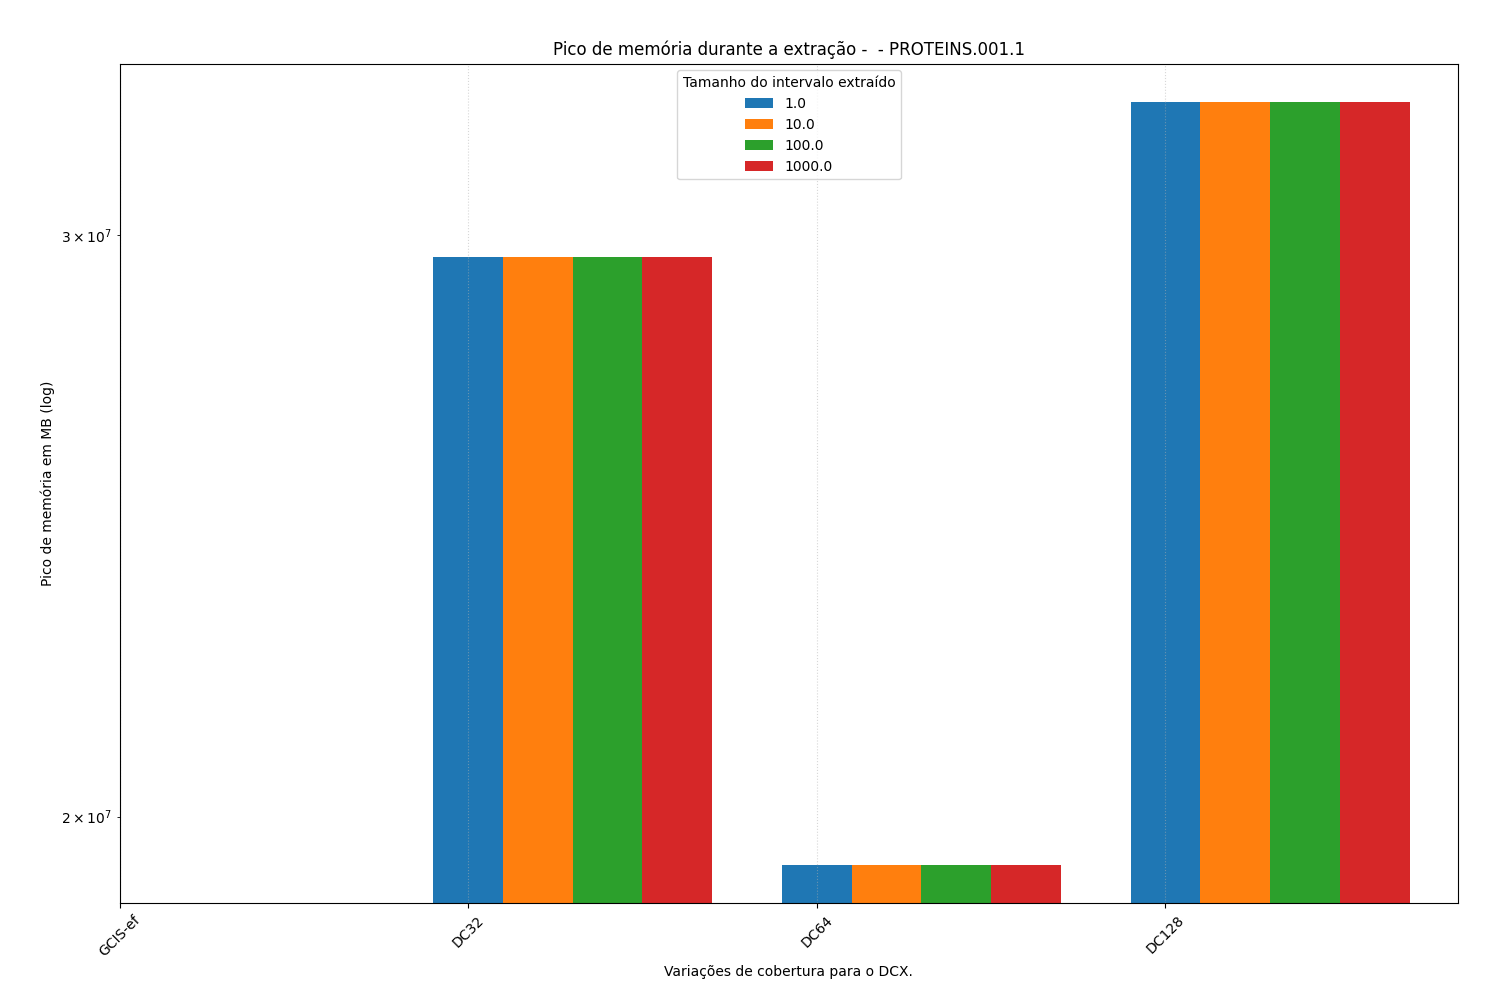 Pico de memória durante a extração -  - PROTEINS.001.1
Tamanho do intervalo extraído
1.0
10.0
100.0
1000.0
Pico de memória em MB (log)
3 × 10⁷
2 × 10⁷
GCIS-ef
DC32
DC64
DC128
Variações de cobertura para o DCX.